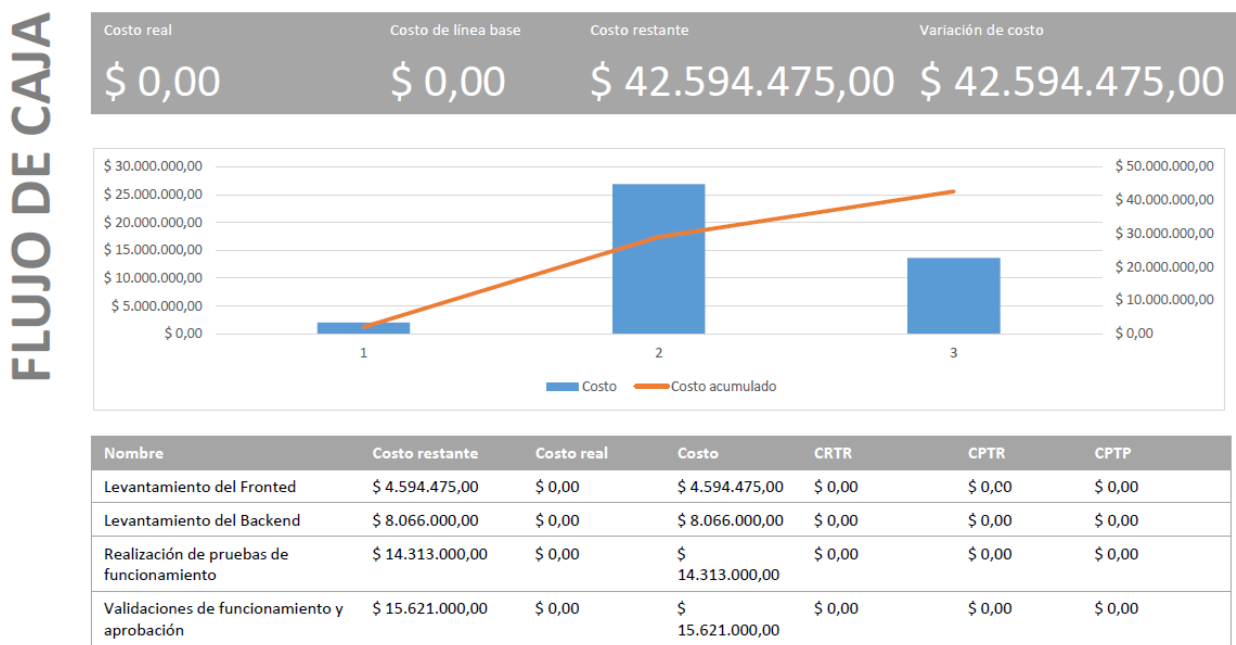 FLUJO DE CAJA
Costo real Costo de línea base Costo restante Variación de costo
$ 0,00 $ 0,00 $ 42.594.475,00 $ 42.594.475,00
$ 30.000.000,00 $ 50.000.000,00
$ 25.000.000,00 $ 40.000.000,00
$ 20.000.000,00 $ 30.000.000,00
$ 15.000.000,00
$ 10.000.000,00 $ 20.000.000,00
$ 5.000.000,00 $ 10.000.000,00
$ 0,00 $ 0,00
1 2 3
Costo Costo acumulado
Nombre Costo restante Costo real Costo CRTR CPTR CPTP
Levantamiento del Fronted $ 4.594.475,00 $ 0,00 $ 4.594.475,00 $ 0,00 $ 0,00 $ 0,00
Levantamiento del Backend $ 8.066.000,00 $ 0,00 $ 8.066.000,00 $ 0,00 $ 0,00 $ 0,00
Realización de pruebas de $ 14.313.000,00 $ 0,00 $ $ 0,00 $ 0,00 $ 0,00
funcionamiento 14.313.000,00
Validaciones de funcionamiento y $ 15.621.000,00 $ 0,00 $ $ 0,00 $ 0,00 $ 0,00
aprobación 15.621.000,00